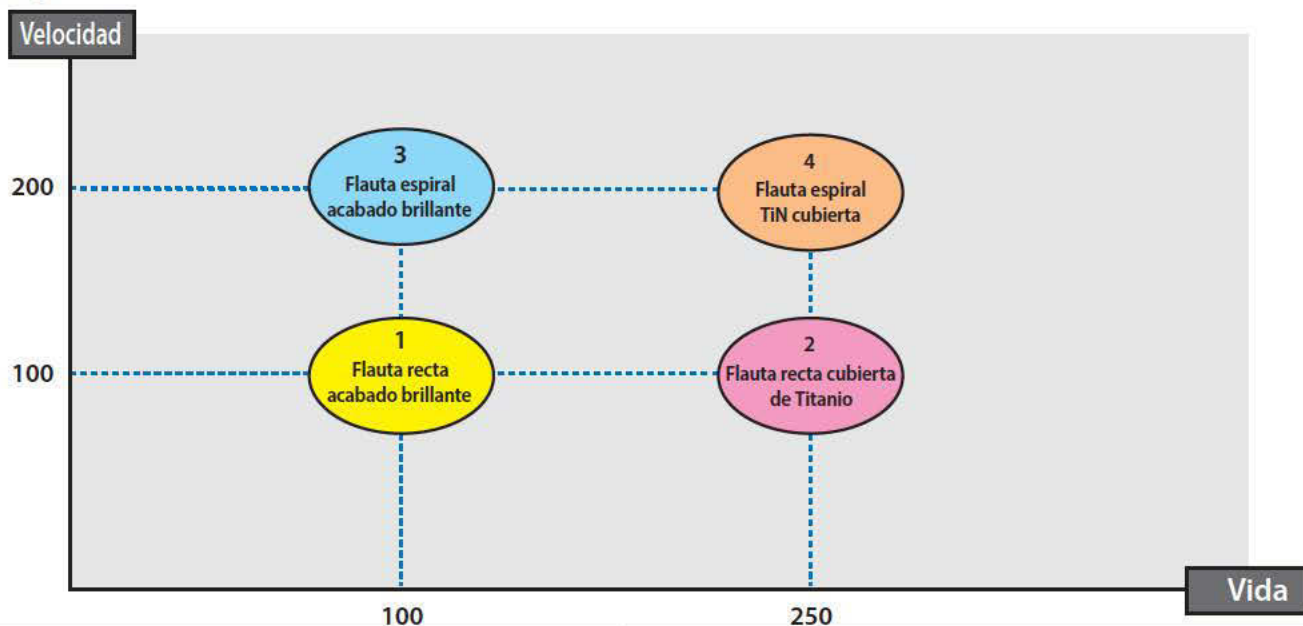 Velocidad
3
Flauta espiral
acabado brillante
4
Flauta espiral
TiN cubierta
200
1
Flauta recta
acabado brillante
2
Flauta recta cubierta
de Titanio
100
Vida
100
250